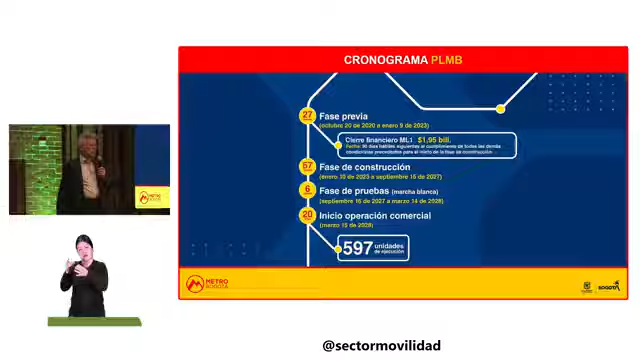 CRONOGRAMA PLMB
27
Fase previa
(octubre 20 de 2020 a enero 9 de 2023)
Cierre financiero ML1 $1,95 bill.
57
Fase de construcción
(enero 10 de 2023 a septiembre 15 de 2027)
6
Fase de pruebas (marcha blanca)
(septiembre 16 de 2027 a marzo 14 de 2028)
20
Inicio operación comercial
(marzo 15 de 2028)
597 unidades
de ejecución
METRO
BOGOTÁ
METRO
BOGOTÁ
@sectormovilidad